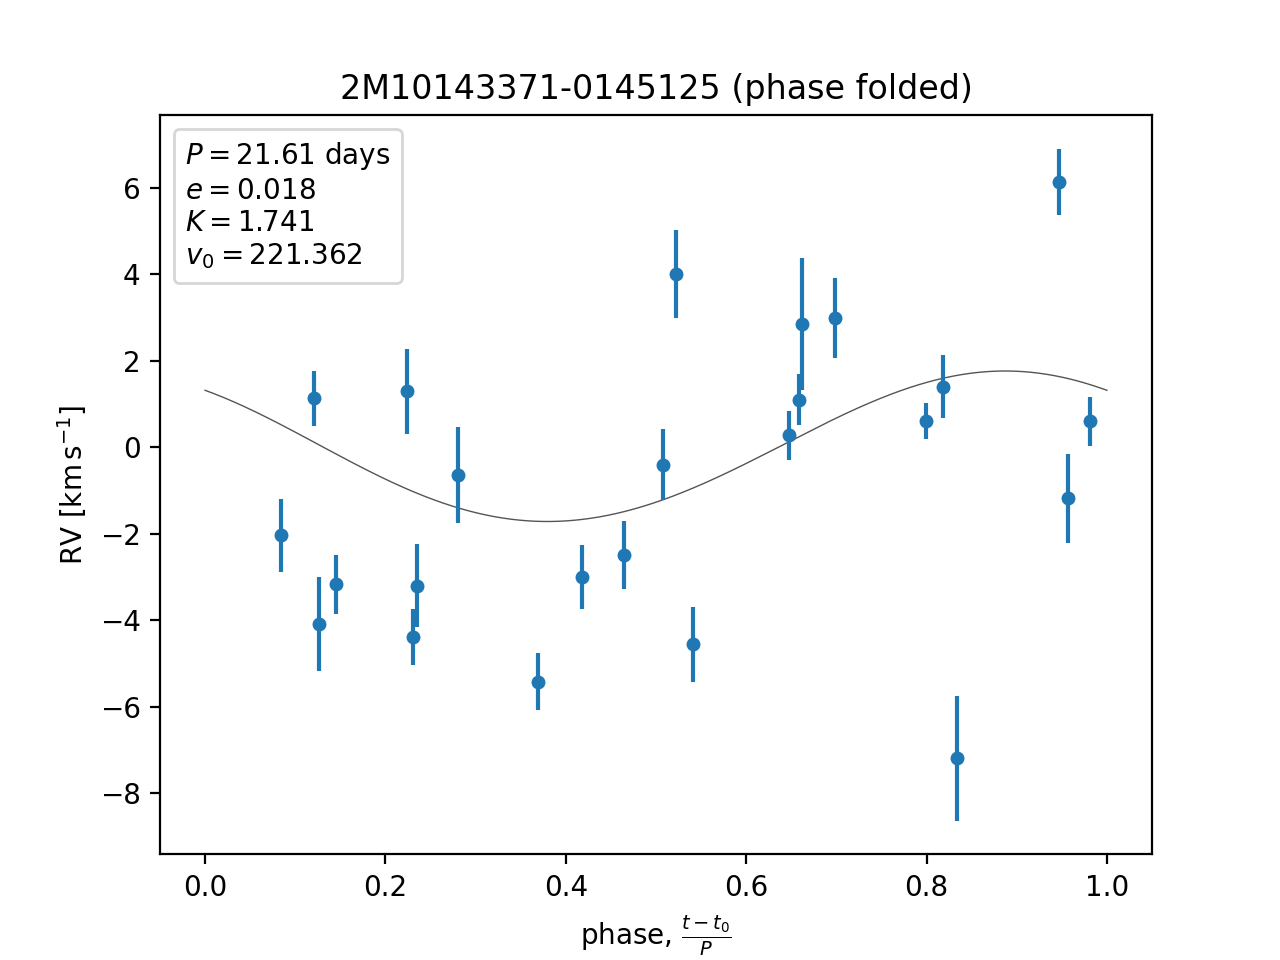 2M10143371-0145125 (phase folded)
P = 21.61 days
e = 0.018
K = 1.741
v₀ = 221.362
6
4
2
0
−2
−4
−6
−8
RV [km s⁻¹]
0.0 0.2 0.4 0.6 0.8 1.0
phase, (t − t₀)/P